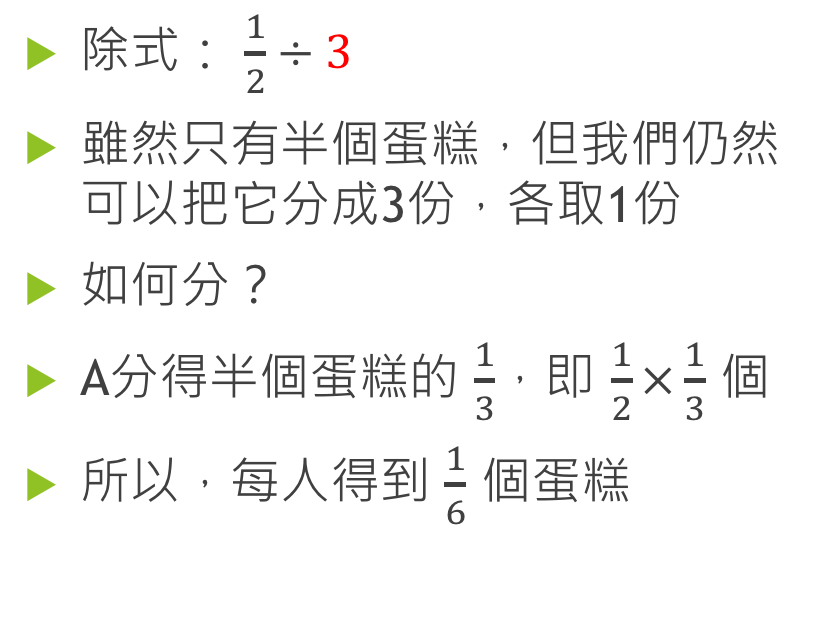 除式： 1/2 ÷ 3
雖然只有半個蛋糕，但我們仍然
可以把它分成3份，各取1份
如何分？
A分得半個蛋糕的 1/3，即 1/2 × 1/3 個
所以，每人得到 1/6 個蛋糕